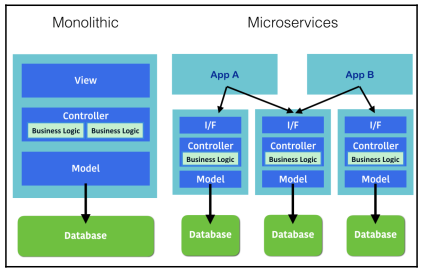 Monolithic
Microservices
View
Controller
Business Logic Business Logic
Model
Database
App A App B
I/F I/F I/F
Controller Controller Controller
Business Logic Business Logic Business Logic
Model Model Model
Database Database Database